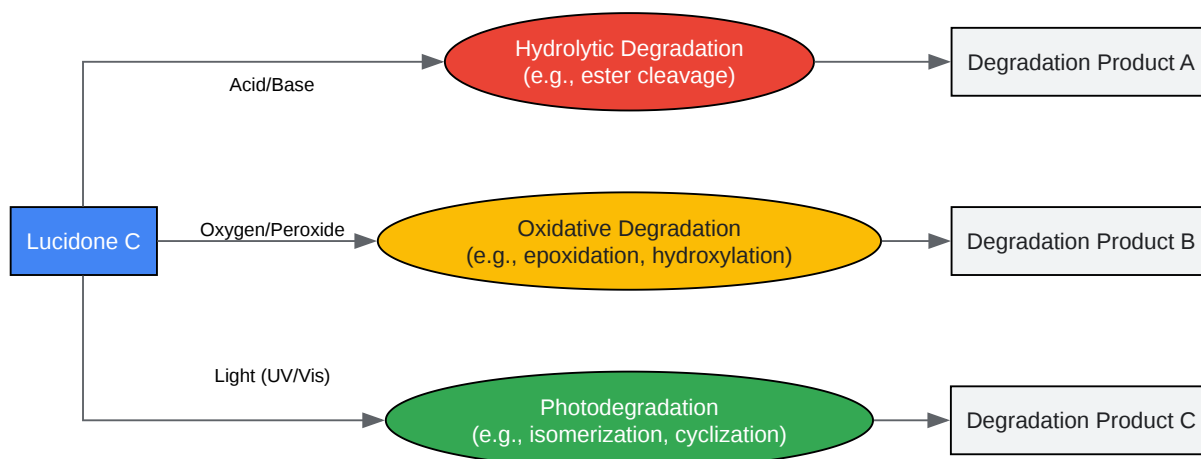 Hydrolytic Degradation
(e.g., ester cleavage)
Degradation Product A
Acid/Base
Lucidone C
Oxygen/Peroxide
Oxidative Degradation
(e.g., epoxidation, hydroxylation)
Degradation Product B
Light (UV/Vis)
Photodegradation
(e.g., isomerization, cyclization)
Degradation Product C